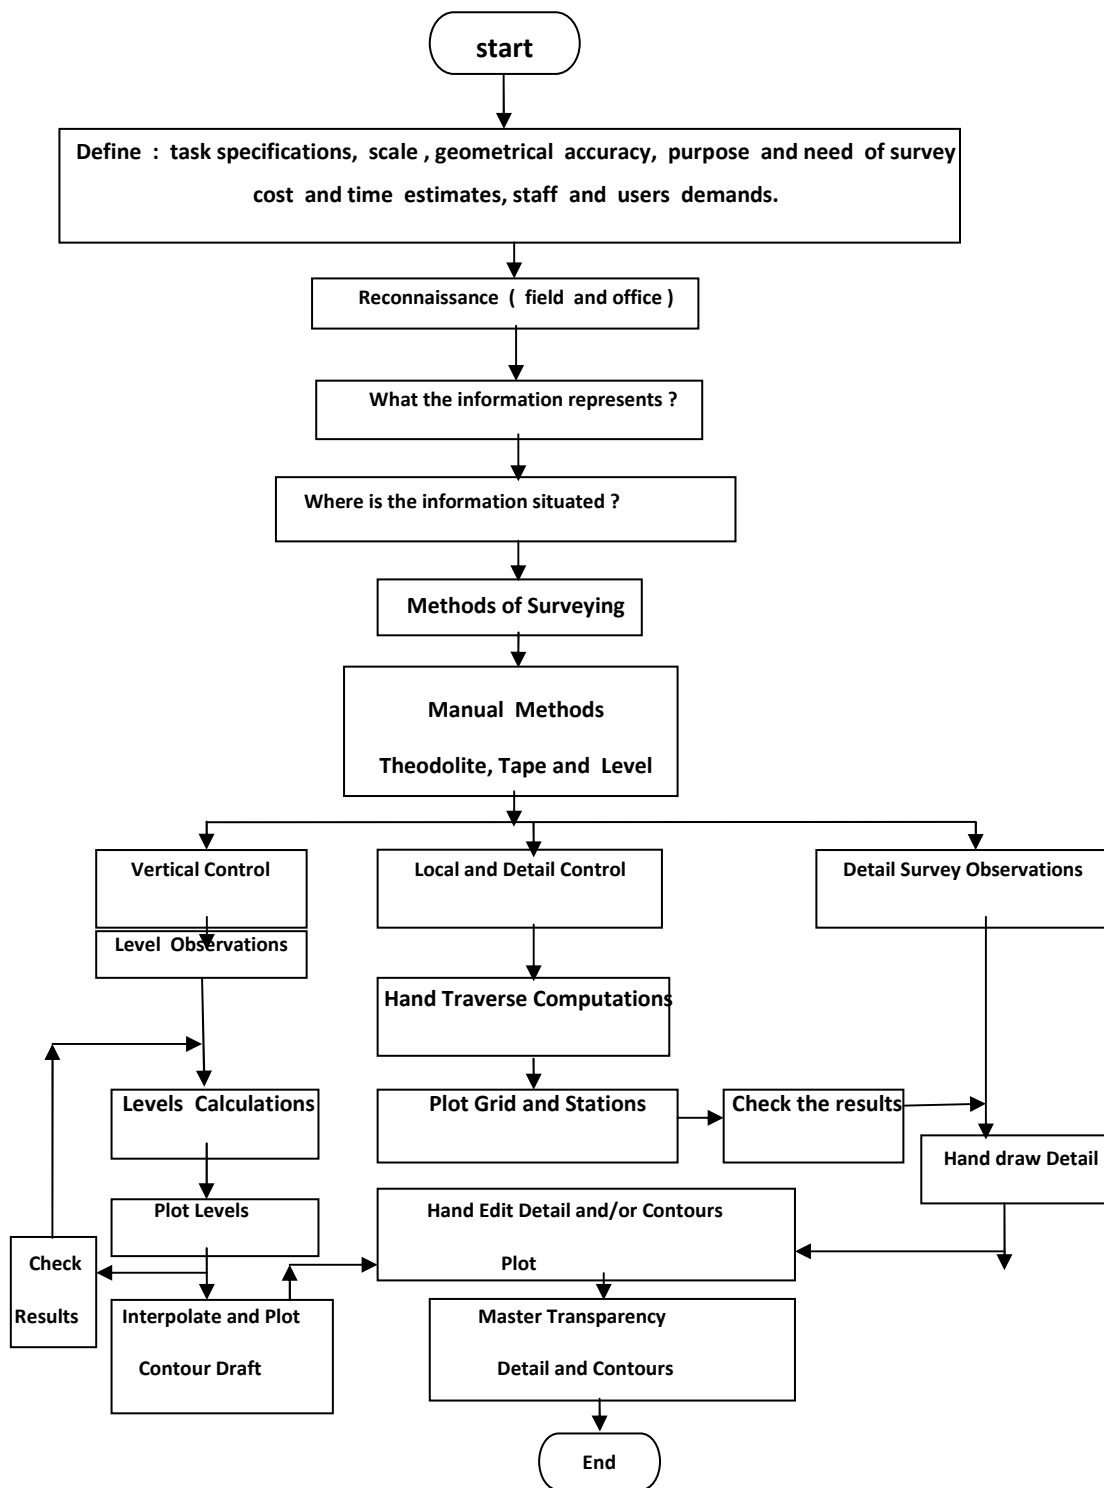 start
Define : task specifications, scale , geometrical accuracy, purpose and need of survey
cost and time estimates, staff and users demands.
Reconnaissance ( field and office )
What the information represents ?
Where is the information situated ?
Methods of Surveying
Manual Methods
Theodolite, Tape and Level
Vertical Control
Local and Detail Control
Detail Survey Observations
Level Observations
Hand Traverse Computations
Levels Calculations
Plot Grid and Stations
Check the results
Hand draw Detail
Plot Levels
Hand Edit Detail and/or Contours
Plot
Check
Results
Interpolate and Plot
Contour Draft
Master Transparency
Detail and Contours
End